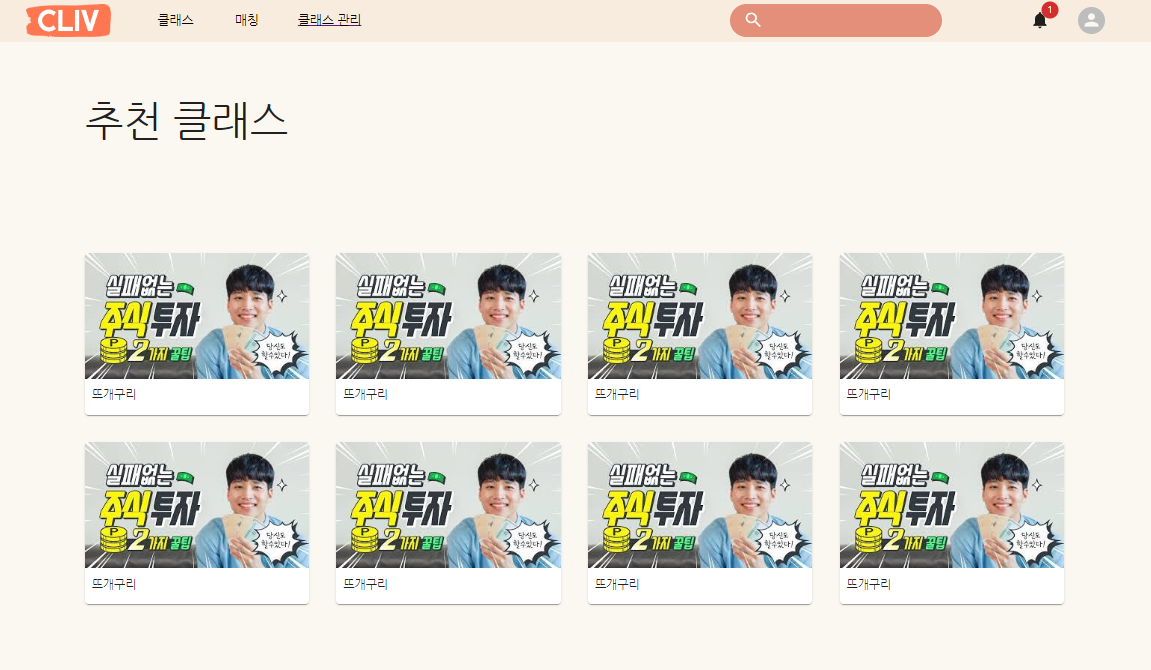 CLIV
클래스
매칭
클래스 관리
1
추천 클래스
실패없는
주식투자
P
2가지 꿀팁
당신도
할수있다!
뜨개구리
실패없는
주식투자
P
2가지 꿀팁
당신도
할수있다!
뜨개구리
실패없는
주식투자
P
2가지 꿀팁
당신도
할수있다!
뜨개구리
실패없는
주식투자
P
2가지 꿀팁
당신도
할수있다!
뜨개구리
실패없는
주식투자
P
2가지 꿀팁
당신도
할수있다!
뜨개구리
실패없는
주식투자
P
2가지 꿀팁
당신도
할수있다!
뜨개구리
실패없는
주식투자
P
2가지 꿀팁
당신도
할수있다!
뜨개구리
실패없는
주식투자
P
2가지 꿀팁
당신도
할수있다!
뜨개구리